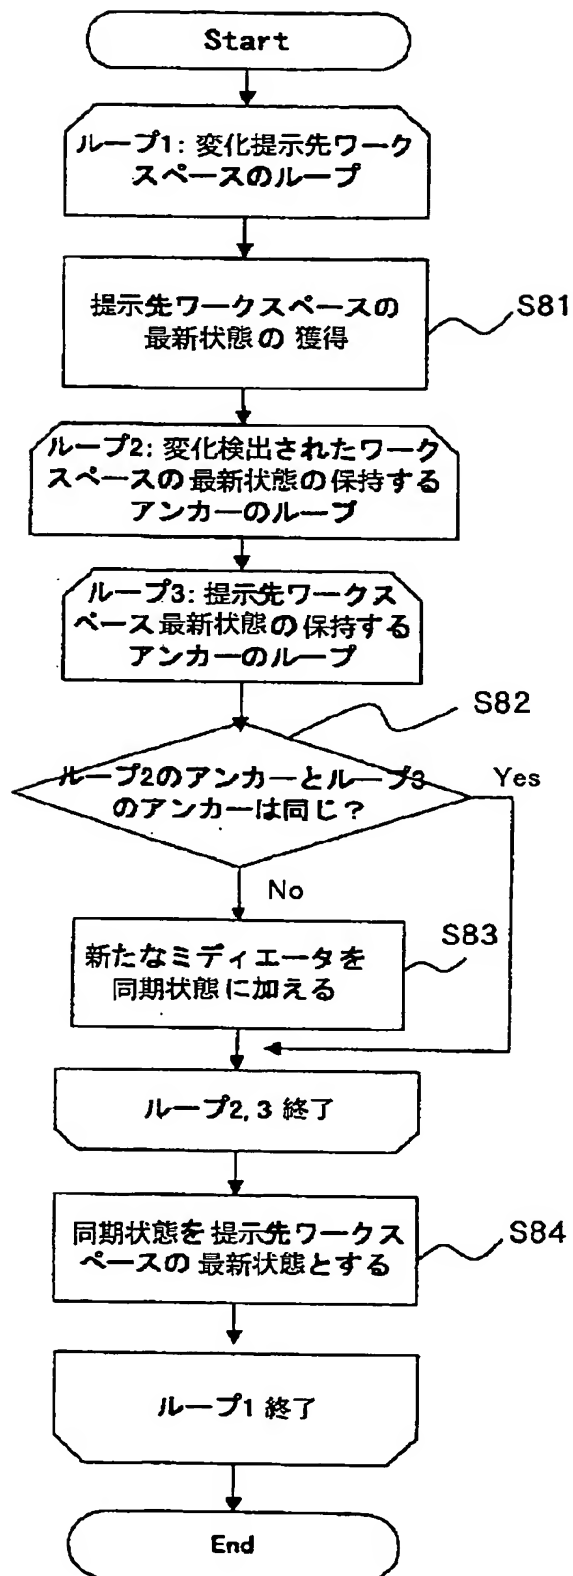 Start
ループ1: 変化提示先ワーク
スペースのループ
提示先ワークスペースの
最新状態の 獲得
S81
ループ2: 変化検出されたワーク
スペースの 最新状態の 保持する
アンカーのループ
ループ3: 提示先ワークス
ペース 最新状態の 保持する
アンカーのループ
S82
ループ2のアンカーとループ3
のアンカーは同じ?
Yes
No
S83
新たなミディエータを
同期状態に加える
ループ2, 3 終了
同期状態を 提示先ワークス
ペースの 最新状態とする
S84
ループ1 終了
End